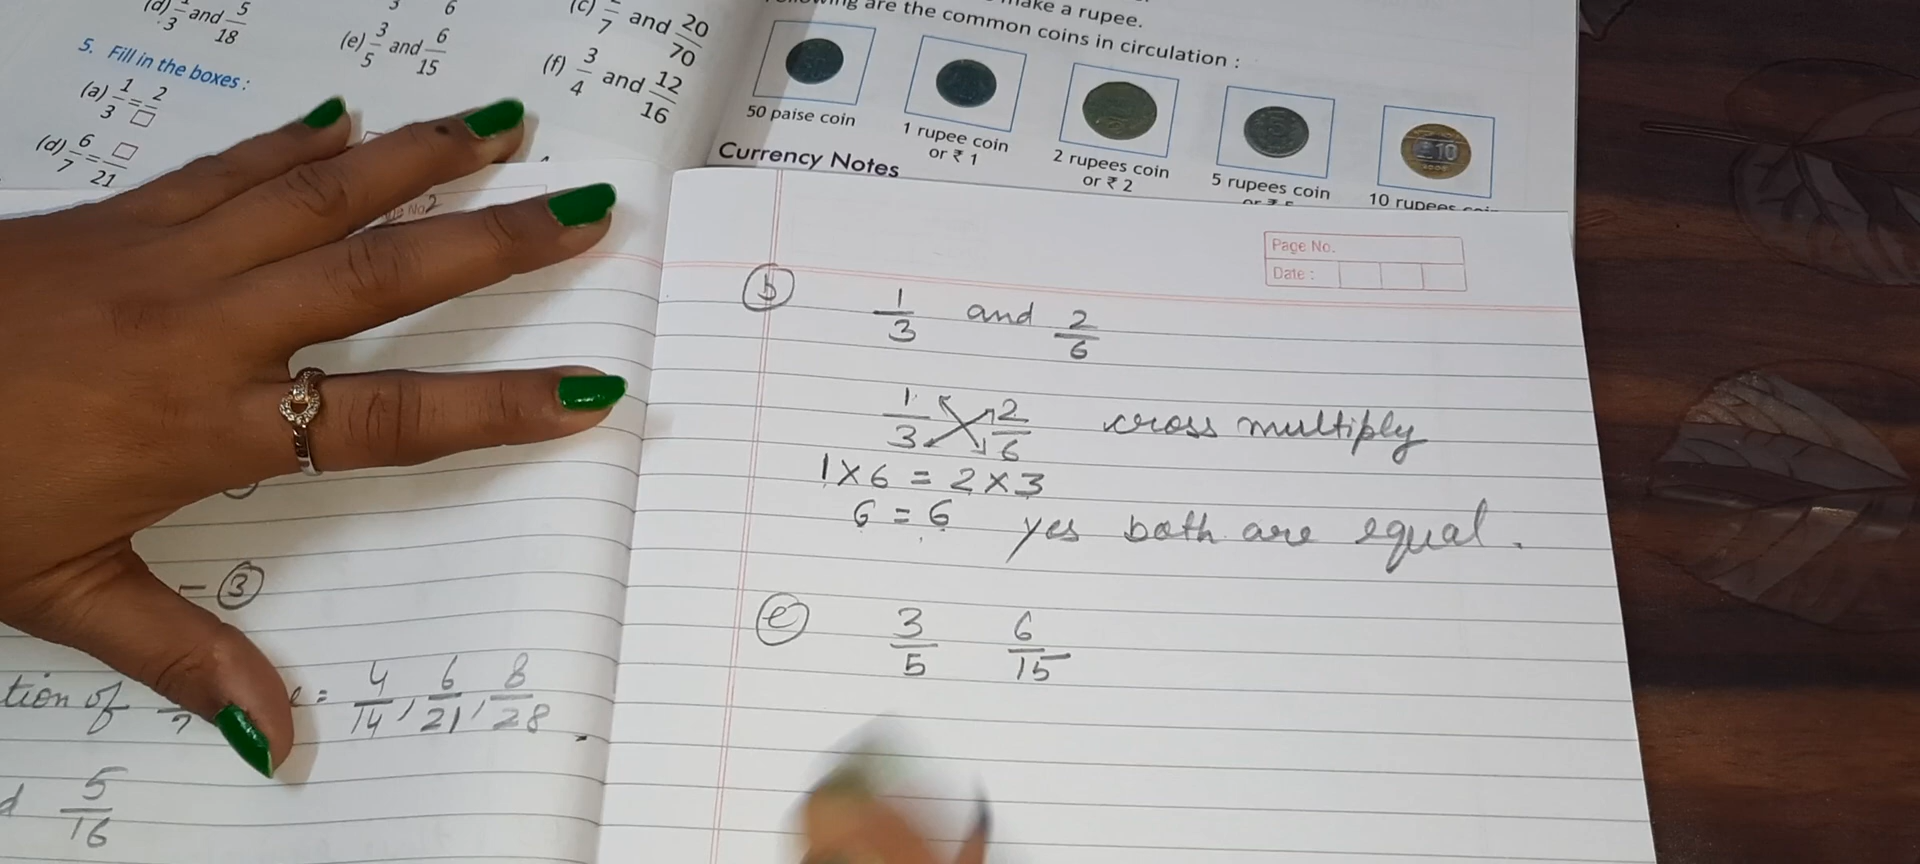 (d) 3 and 5/18
(e) 3/5 and 6/15
(c) 7 and 20/70
(f) 3/4 and 12/16
5. Fill in the boxes :
(a) 1/3 = 2/□
(d) 6/7 = □/21
make a rupee.
are the common coins in circulation :
50 paise coin
1 rupee coin
or ₹ 1
2 rupees coin
or ₹ 2
5 rupees coin
10 rupees
Currency Notes
Page No.
Date :
(b) 1/3 and 2/6
1/3 2/6 cross multiply
1 × 6 = 2 × 3
6 = 6 yes both are equal.
(e) 3/5 6/15
- (3)
tion of
= 4/14, 6/21, 8/28.
d 5/16